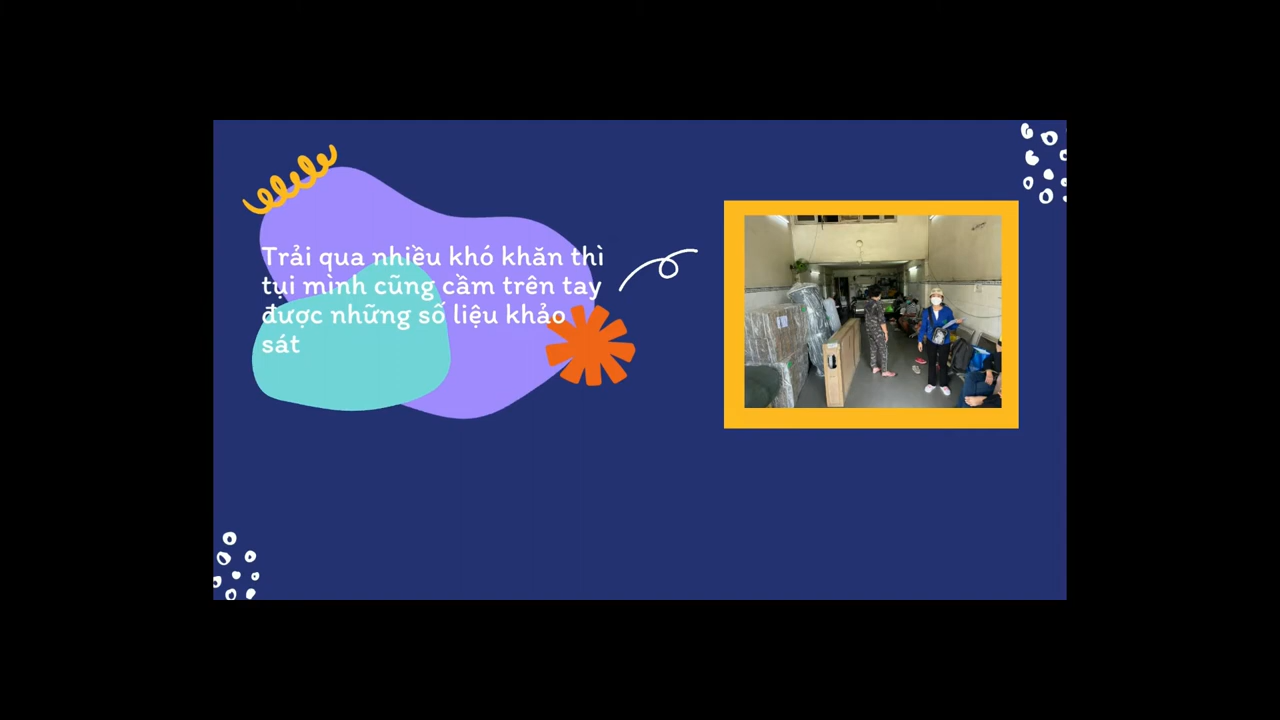 Trải qua nhiều khó khăn thì
tụi mình cũng cầm trên tay
được những số liệu khảo
sát